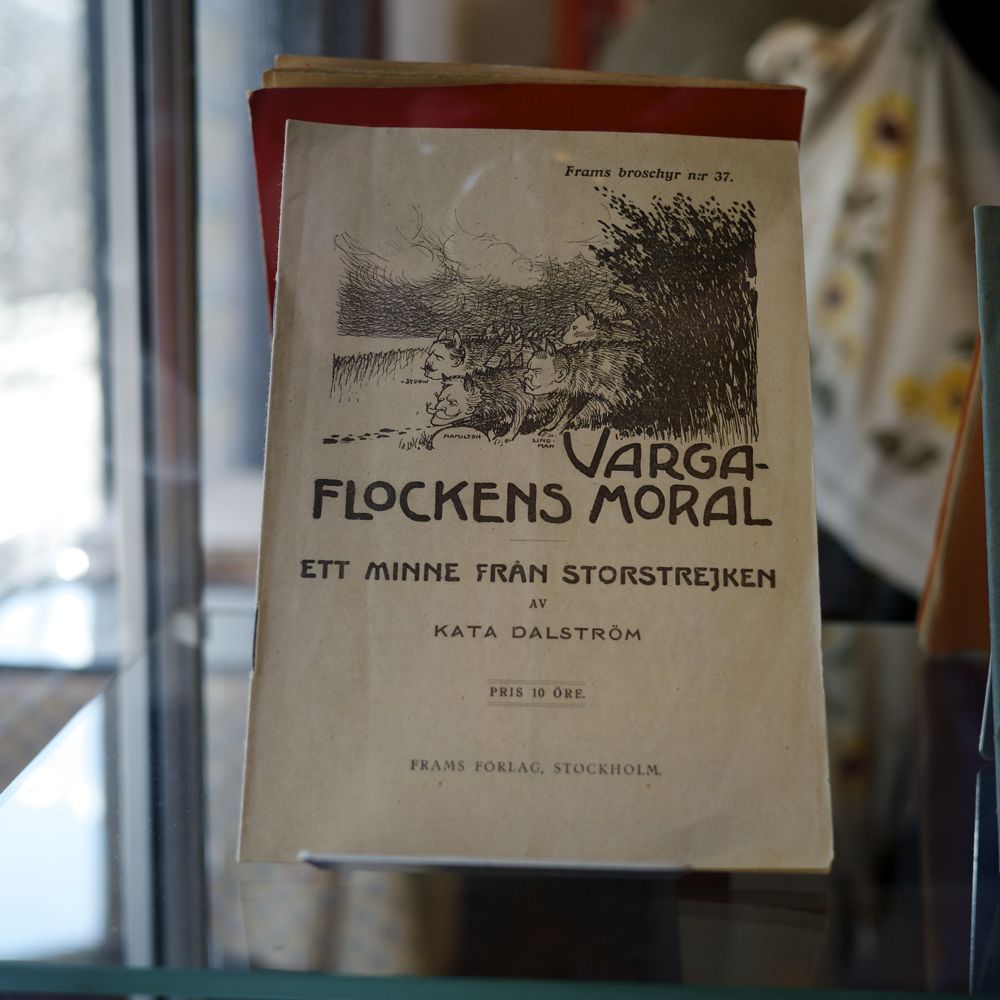 Frams broschyr n:r 37.
v. SYDOW
HAMILTON
LIND-
MAN
VARGA-
FLOCKENS MORAL
ETT MINNE FRÅN STORSTREJKEN
AV
KATA DALSTRÖM
PRIS 10 ÖRE.
FRAMS FÖRLAG, STOCKHOLM.